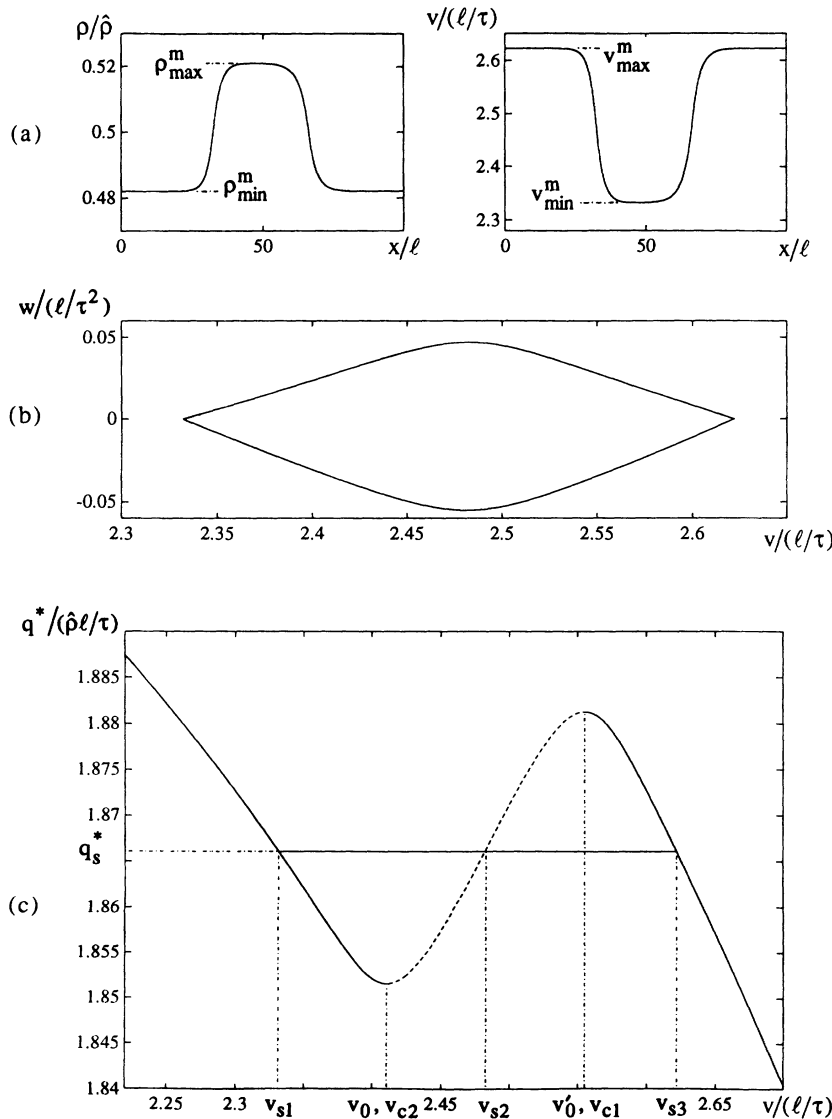 ρ/ρ̂
0.52
0.5
0.48
ρ^m_max
ρ^m_min
0
50
x/ℓ
(a)
v/(ℓ/τ)
2.6
2.5
2.4
2.3
v^m_max
v^m_min
0
50
x/ℓ
w/(ℓ/τ²)
0.05
0
-0.05
(b)
2.3
2.35
2.4
2.45
2.5
2.55
2.6
v/(ℓ/τ)
q*/(ρ̂ℓ/τ)
1.885
1.88
1.875
1.87
q*_s
1.86
1.855
1.85
1.845
1.84
(c)
2.25
2.3
v_s1
v_0, v_c2
2.45
v_s2
v′_0, v_c1
v_s3
2.65
v/(ℓ/τ)